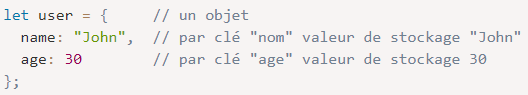 let user = {     // un objet
  name: "John",  // par clé "nom" valeur de stockage "John"
  age: 30        // par clé "age" valeur de stockage 30
};